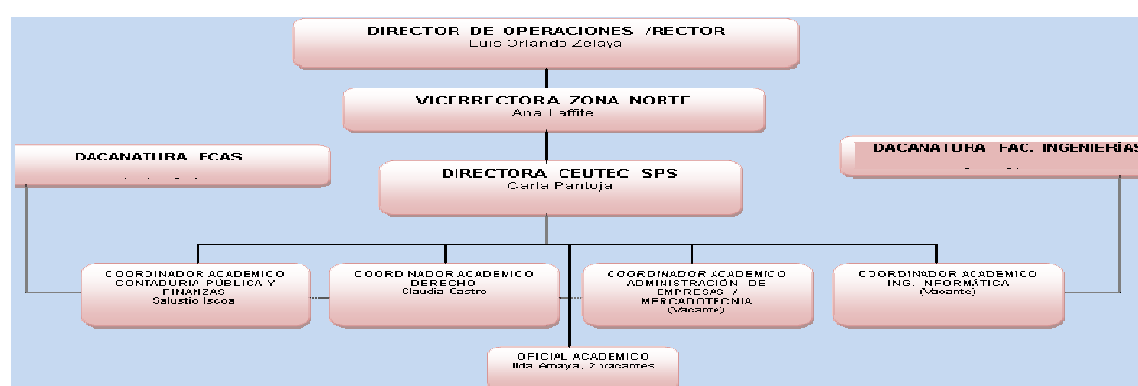 DIRECTOR DE OPERACIONES /RECTOR
Luis Orlando Zelaya
VICERRECTORA ZONA NORTE
Ana Laffite
DACANATURA FCAS
DACANATURA FAC. INGENIERÍAS
DIRECTORA CEUTEC SPS
Carla Pantoja
COORDINADOR ACADEMICO
CONTADURIA PÚBLICA Y
FINANZAS
Salustio
COORDINADOR ACADEMICO
DERECHO
Claudia Castro
COORDINADOR ACADEMICO
ADMINISTRACIÓN DE
EMPRESAS /
MERCADOTECNIA
(Vacante)
COORDINADOR ACADEMICO
ING. INFORMÁTICA
(Vacante)
OFICIAL ACADEMICO
Ilda Amaya, 2 vacantes